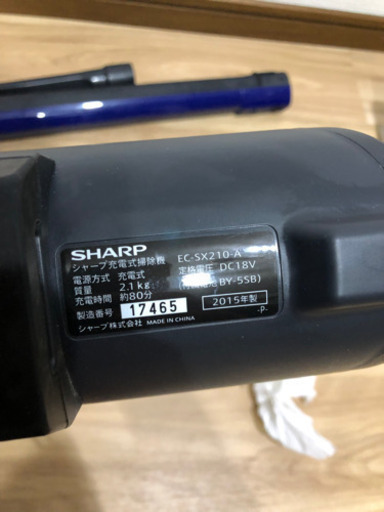 SHARP EC-SX210-A
シャープ充電式掃除機 定格電圧 DC18V
電源方式 充電式 BY-5SB)
質量 2.1kg
充電時間 約80分
製造番号 17465 2015年製
シャープ株式会社 MADE IN CHINA -P-